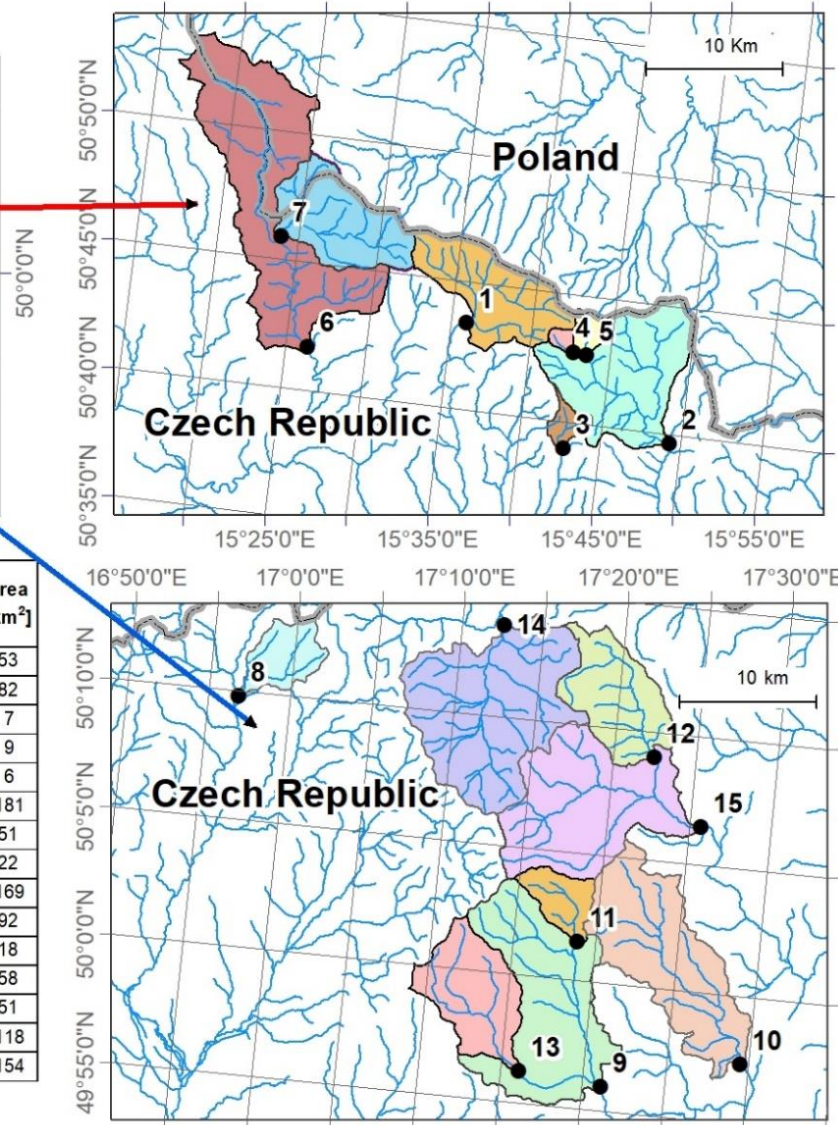 10 Km
Poland
Czech Republic
7
6
1
4 5
3
2
50°50'0"N
50°45'0"N
50°40'0"N
50°35'0"N
50°0'0"N
15°25'0"E 15°35'0"E 15°45'0"E 15°55'0"E
16°50'0"E 17°0'0"E 17°10'0"E 17°20'0"E 17°30'0"E
rea
m²]
53
82
7
9
6
181
51
22
169
92
18
58
51
118
154
10 km
Czech Republic
14
8
12
15
11
13
9
10
50°10'0"N
50°5'0"N
50°0'0"N
49°55'0"N